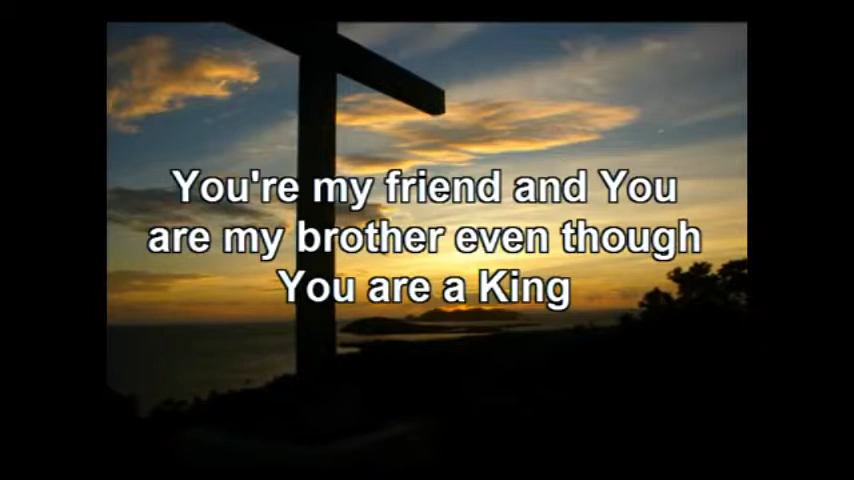 You're my friend and You
are my brother even though
You are a King